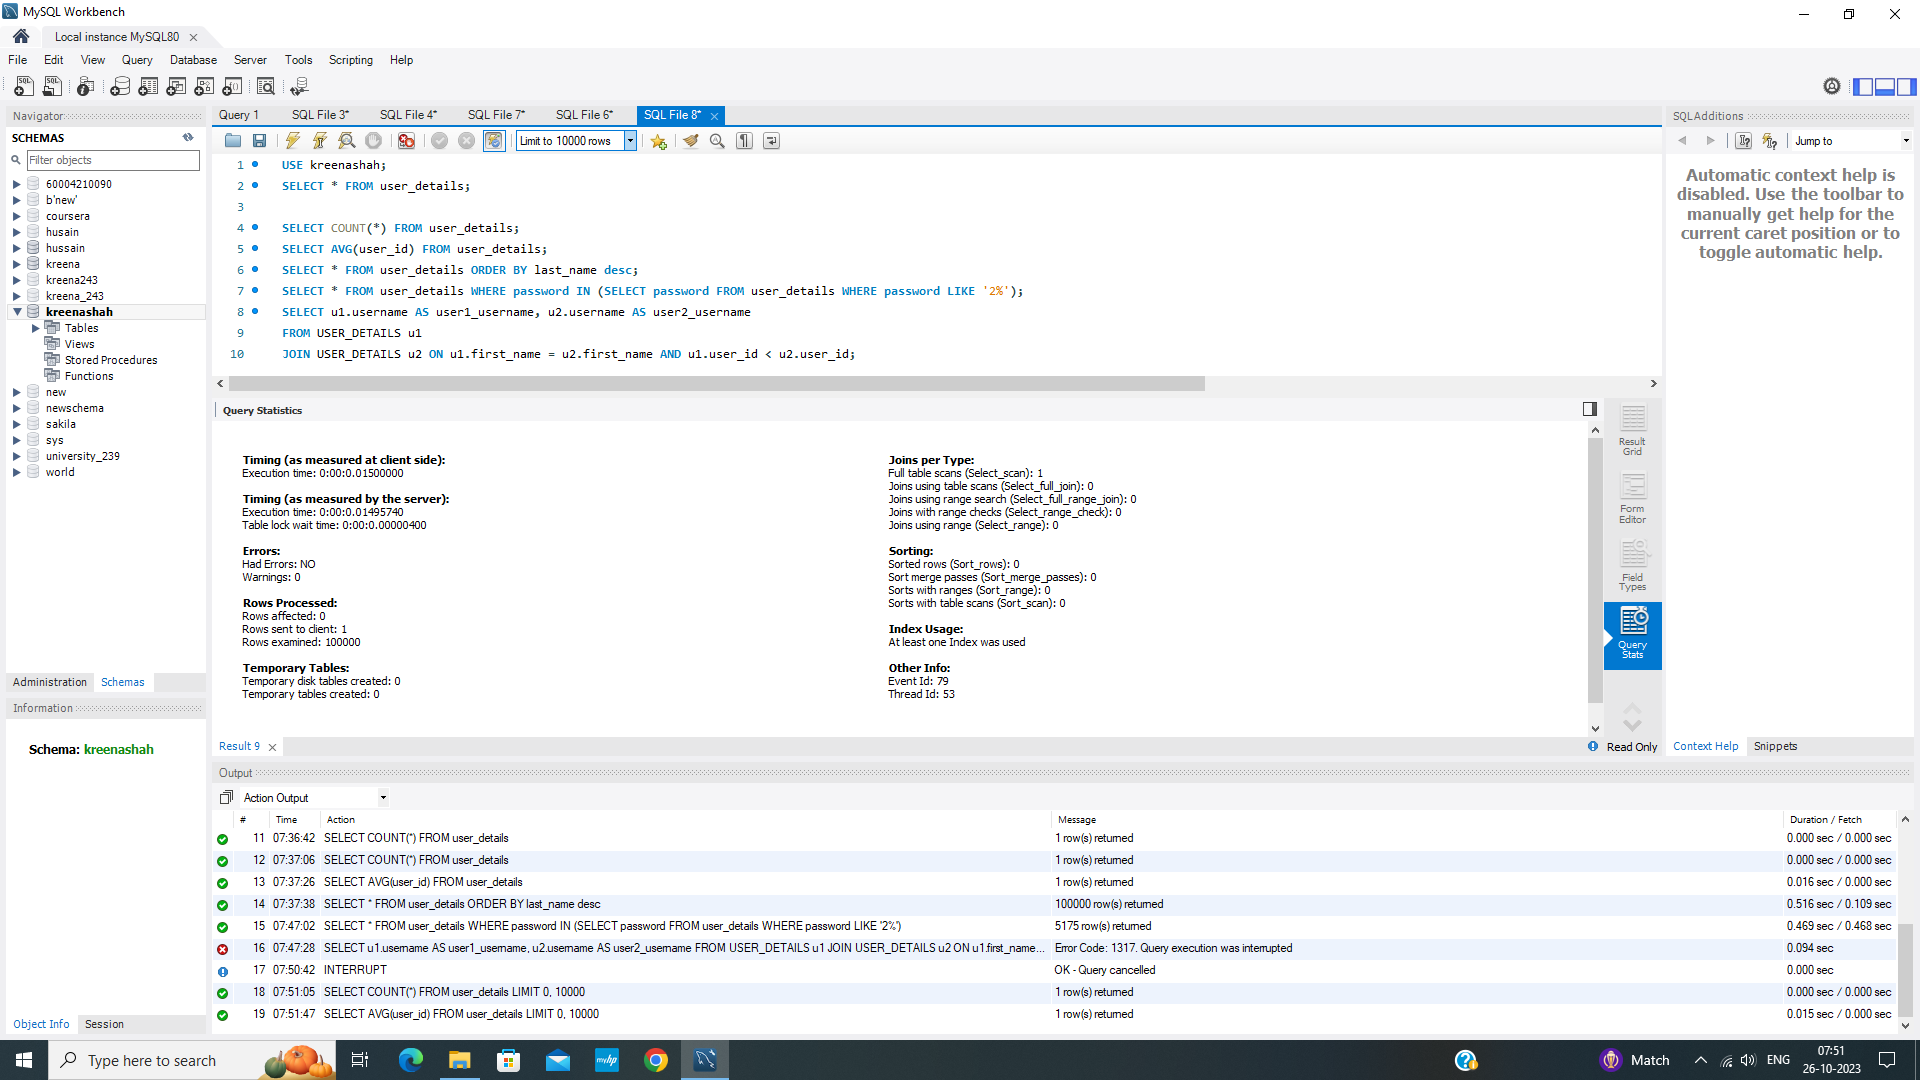 MySQL Workbench
Local instance MySQL80
File Edit View Query Database Server Tools Scripting Help
Navigator
SCHEMAS
Filter objects
60004210090
b'new'
coursera
husain
hussain
kreena
kreena243
kreena_243
kreenashah
Tables
Views
Stored Procedures
Functions
new
newschema
sakila
sys
university_239
world
Administration Schemas
Information
Schema: kreenashah
Object Info Session
Query 1 SQL File 3* SQL File 4* SQL File 7* SQL File 6* SQL File 8*
Limit to 10000 rows
1 USE kreenashah;
2 SELECT * FROM user_details;
3
4 SELECT COUNT(*) FROM user_details;
5 SELECT AVG(user_id) FROM user_details;
6 SELECT * FROM user_details ORDER BY last_name desc;
7 SELECT * FROM user_details WHERE password IN (SELECT password FROM user_details WHERE password LIKE '2%');
8 SELECT u1.username AS user1_username, u2.username AS user2_username
9 FROM USER_DETAILS u1
10 JOIN USER_DETAILS u2 ON u1.first_name = u2.first_name AND u1.user_id < u2.user_id;
Query Statistics
Timing (as measured at client side):
Execution time: 0:00:0.01500000
Timing (as measured by the server):
Execution time: 0:00:0.01495740
Table lock wait time: 0:00:0.00000400
Errors:
Had Errors: NO
Warnings: 0
Rows Processed:
Rows affected: 0
Rows sent to client: 1
Rows examined: 100000
Temporary Tables:
Temporary disk tables created: 0
Temporary tables created: 0
Joins per Type:
Full table scans (Select_scan): 1
Joins using table scans (Select_full_join): 0
Joins using range search (Select_full_range_join): 0
Joins with range checks (Select_range_check): 0
Joins using range (Select_range): 0
Sorting:
Sorted rows (Sort_rows): 0
Sort merge passes (Sort_merge_passes): 0
Sorts with ranges (Sort_range): 0
Sorts with table scans (Sort_scan): 0
Index Usage:
At least one Index was used
Other Info:
Event Id: 79
Thread Id: 53
Result
Grid
Form
Editor
Field
Types
Query
Stats
Result 9
Read Only
SQLAdditions
Jump to
Automatic context help is
disabled. Use the toolbar to
manually get help for the
current caret position or to
toggle automatic help.
Context Help Snippets
Output
Action Output
# Time Action Message Duration / Fetch
11 07:36:42 SELECT COUNT(*) FROM user_details 1 row(s) returned 0.000 sec / 0.000 sec
12 07:37:06 SELECT COUNT(*) FROM user_details 1 row(s) returned 0.000 sec / 0.000 sec
13 07:37:26 SELECT AVG(user_id) FROM user_details 1 row(s) returned 0.016 sec / 0.000 sec
14 07:37:38 SELECT * FROM user_details ORDER BY last_name desc 100000 row(s) returned 0.516 sec / 0.109 sec
15 07:47:02 SELECT * FROM user_details WHERE password IN (SELECT password FROM user_details WHERE password LIKE '2%') 5175 row(s) returned 0.469 sec / 0.468 sec
16 07:47:28 SELECT u1.username AS user1_username, u2.username AS user2_username FROM USER_DETAILS u1 JOIN USER_DETAILS u2 ON u1.first_name... Error Code: 1317. Query execution was interrupted 0.094 sec
17 07:50:42 INTERRUPT OK - Query cancelled 0.000 sec
18 07:51:05 SELECT COUNT(*) FROM user_details LIMIT 0, 10000 1 row(s) returned 0.000 sec / 0.000 sec
19 07:51:47 SELECT AVG(user_id) FROM user_details LIMIT 0, 10000 1 row(s) returned 0.015 sec / 0.000 sec
Type here to search
myhp
Match
ENG
07:51
26-10-2023